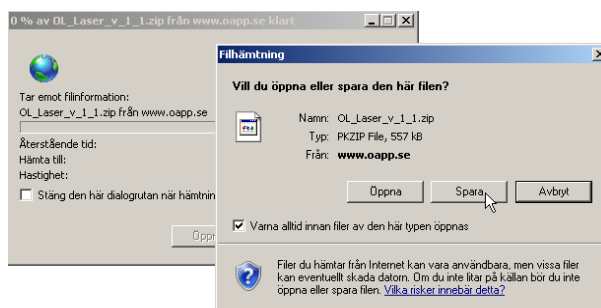 0 % av OL_Laser_v_1_1.zip från www.oapp.se klart
Tar emot filinformation:
OL_Laser_v_1_1.zip från www.oapp.se
Återstående tid:
Hämta till:
Hastighet:
Stäng den här dialogrutan när hämtnin
Öppn
Filhämtning
Vill du öppna eller spara den här filen?
Namn: OL_Laser_v_1_1.zip
Typ: PKZIP File, 557 kB
Från: www.oapp.se
Öppna Spara Avbryt
Varna alltid innan filer av den här typen öppnas
Filer du hämtar från Internet kan vara användbara, men vissa filer
kan eventuellt skada datorn. Om du inte litar på källan bör du inte
öppna eller spara filen. Vilka risker innebär detta?